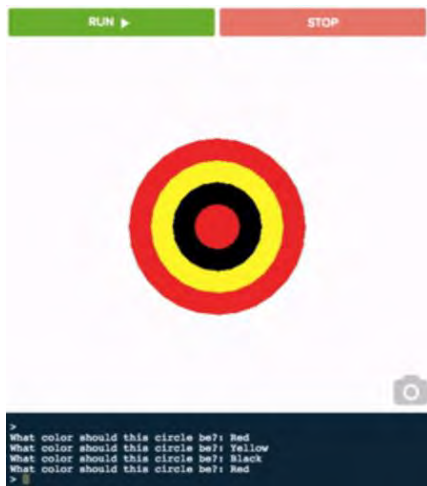 RUN ▶
STOP
>
What color should this circle be?: Red
What color should this circle be?: Yellow
What color should this circle be?: Black
What color should this circle be?: Red
>